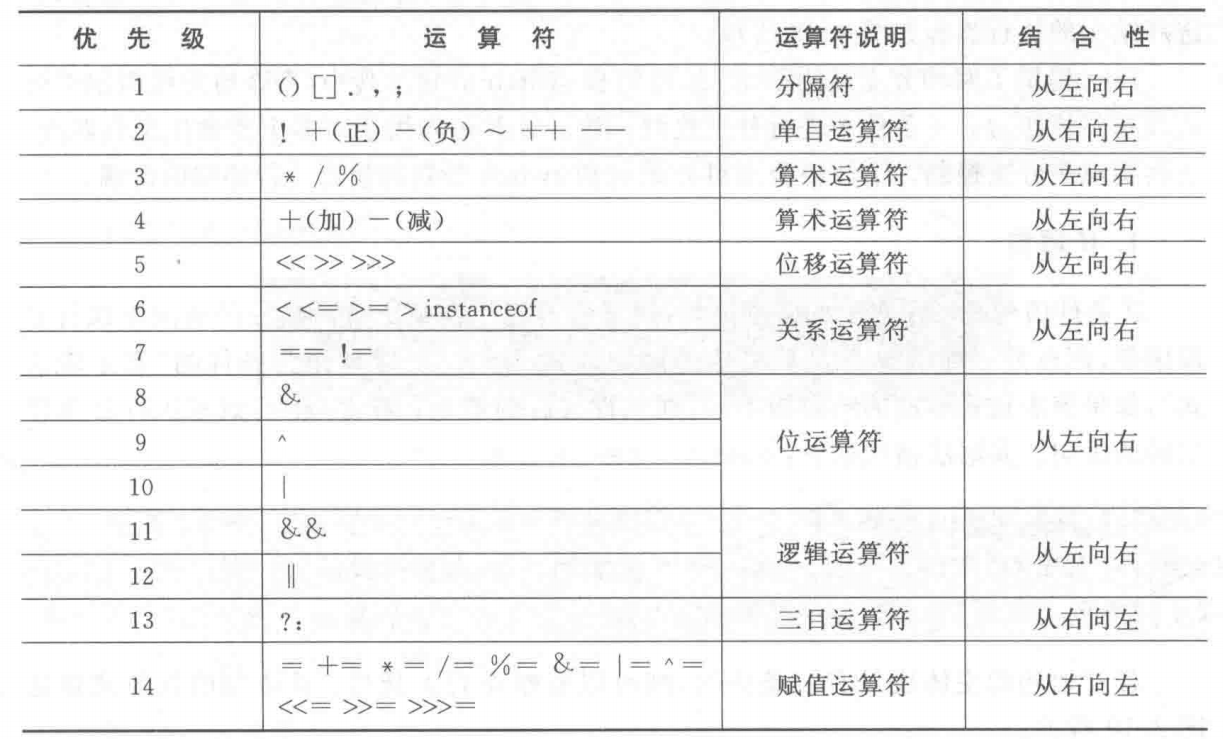 优 先 级 运 算 符 运算符说明 结 合 性
1 () [] . , ; 分隔符 从左向右
2 ! +(正) -(负) ~ ++ -- 单目运算符 从右向左
3 * / % 算术运算符 从左向右
4 +(加) -(减) 算术运算符 从左向右
5 << >> >>> 位移运算符 从左向右
6 < <= > >= instanceof 关系运算符 从左向右
7 == !=
8 &
9 ^ 位运算符 从左向右
10 |
11 && 逻辑运算符 从左向右
12 ||
13 ?: 三目运算符 从右向左
14 = += *= /= %= &= |= ^= 赋值运算符 从右向左
<<= >>= >>>=